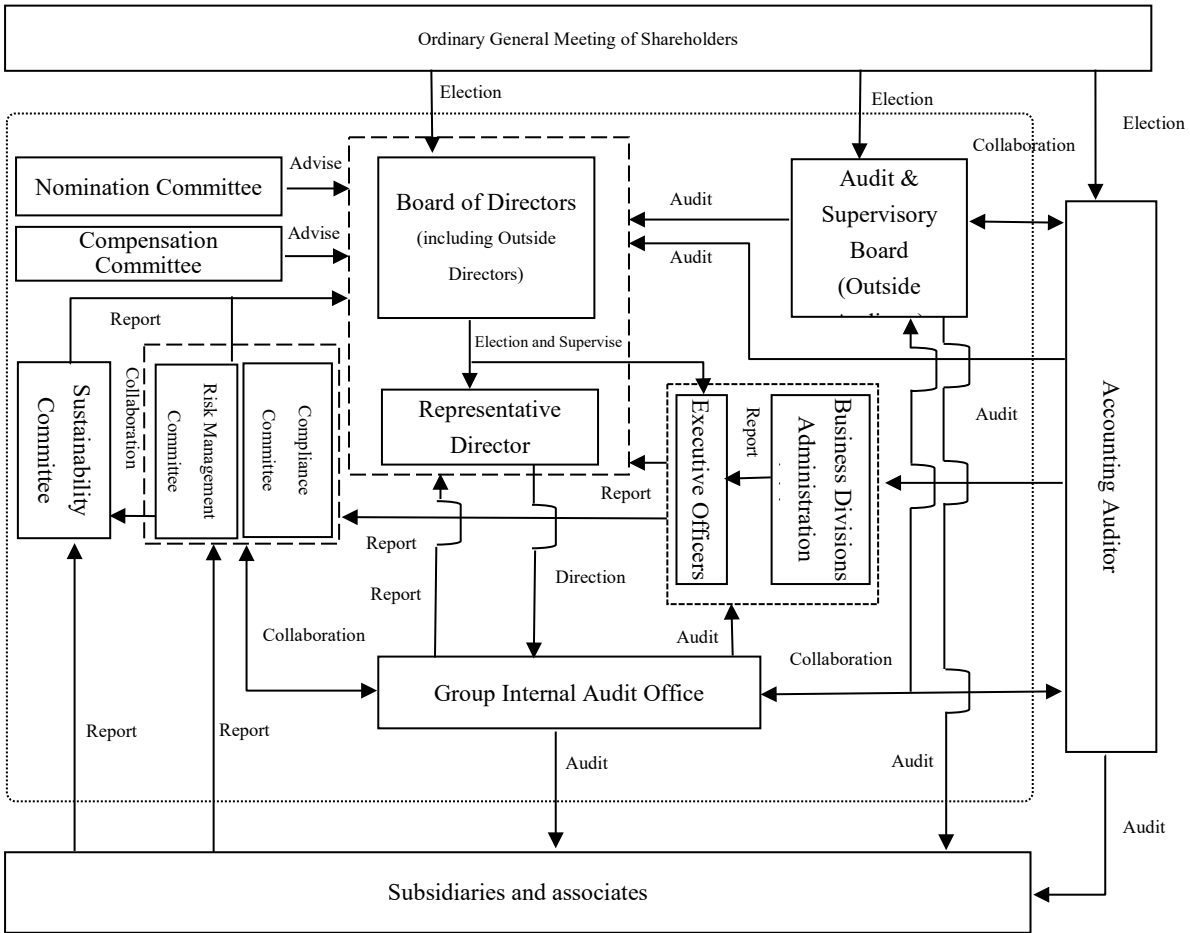 Ordinary General Meeting of Shareholders
Election
Election
Election
Collaboration
Nomination Committee
Advise
Compensation
Committee
Advise
Board of Directors
(including Outside
Directors)
Audit
Audit
Audit &
Supervisory
Board
(Outside
Report
Election and Supervise
Sustainability
Committee
Collaboration
Risk Management
Committee
Compliance
Committee
Representative
Director
Executive Officers
Report
Business Divisions
Administration
Audit
Accounting Auditor
Report
Report
Report
Direction
Collaboration
Audit
Collaboration
Group Internal Audit Office
Report
Report
Audit
Audit
Audit
Subsidiaries and associates